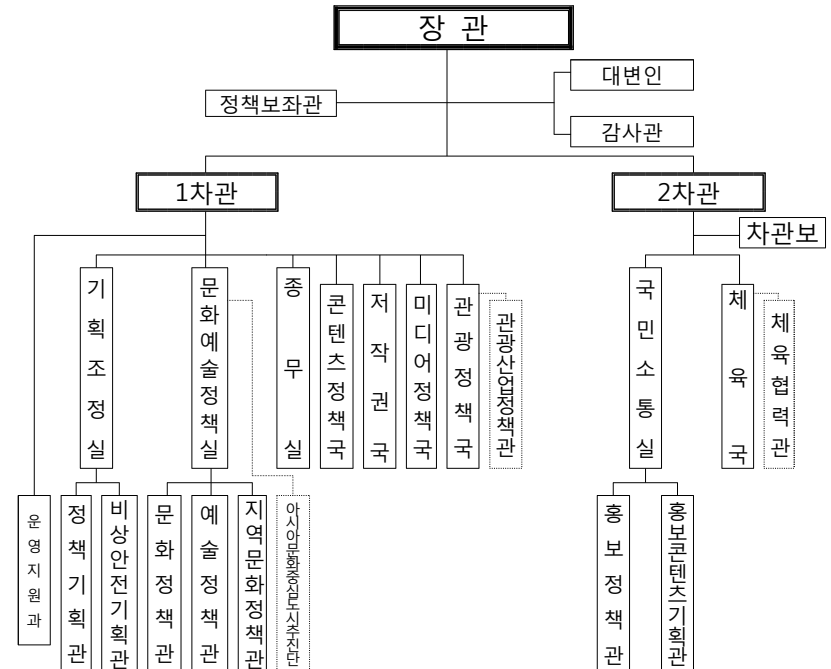 장 관
대변인
정책보좌관
감사관
1차관
2차관
차관보
기획조정실
문화예술정책실
종무실
콘텐츠정책국
저작권국
미디어정책국
관광정책국
관광산업정책관
국민소통실
체육국
체육협력관
운영지원과
정책기획관
비상안전기획관
문화정책관
예술정책관
지역문화정책관
아시아문화중심도시추진단
홍보정책관
홍보콘텐츠기획관